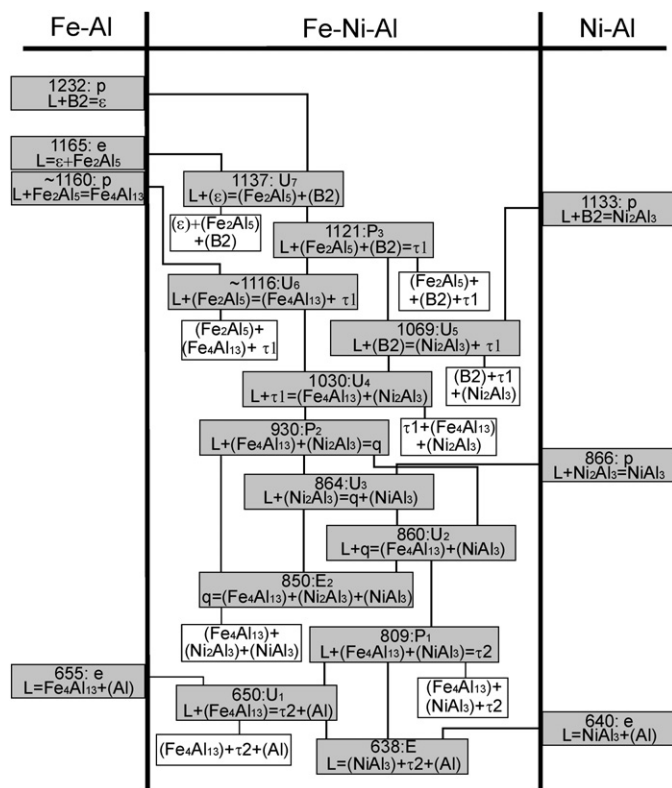 Fe-Al
Fe-Ni-Al
Ni-Al
1232: p
L+B2=ε
1165: e
L=ε+Fe₂Al₅
~1160: p
L+Fe₂Al₅=Fe₄Al₁₃
1137: U₇
L+(ε)=(Fe₂Al₅)+(B2)
1133: p
L+B2=Ni₂Al₃
(ε)+(Fe₂Al₅)
+(B2)
1121:P₃
L+(Fe₂Al₅)+(B2)=τ1
~1116:U₆
L+(Fe₂Al₅)=(Fe₄Al₁₃)+ τ1
(Fe₂Al₅)+
+(B2)+τ1
(Fe₂Al₅)+
(Fe₄Al₁₃)+ τ1
1069:U₅
L+(B2)=(Ni₂Al₃)+ τ1
(B2)+τ1
+(Ni₂Al₃)
1030:U₄
L+τ1=(Fe₄Al₁₃)+(Ni₂Al₃)
930:P₂
L+(Fe₄Al₁₃)+(Ni₂Al₃)=q
τ1+(Fe₄Al₁₃)
+(Ni₂Al₃)
866: p
L+Ni₂Al₃=NiAl₃
864:U₃
L+(Ni₂Al₃)=q+(NiAl₃)
860:U₂
L+q=(Fe₄Al₁₃)+(NiAl₃)
850:E₂
q=(Fe₄Al₁₃)+(Ni₂Al₃)+(NiAl₃)
(Fe₄Al₁₃)+
(Ni₂Al₃)+(NiAl₃)
809:P₁
L+(Fe₄Al₁₃)+(NiAl₃)=τ2
655: e
L=Fe₄Al₁₃+(Al)
650:U₁
L+(Fe₄Al₁₃)=τ2+(Al)
(Fe₄Al₁₃)+
(NiAl₃)+τ2
640: e
L=NiAl₃+(Al)
(Fe₄Al₁₃)+τ2+(Al)
638:E
L=(NiAl₃)+τ2+(Al)